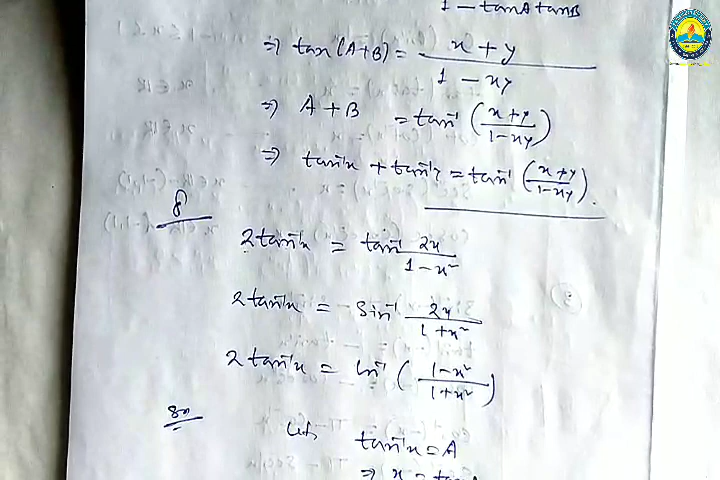 1 - tanA tanB
⇒ tan(A+B) = x + y / 1 - xy
⇒ A + B = tan⁻¹ (x+y / 1-xy)
⇒ tan⁻¹x + tan⁻¹y = tan⁻¹ (x+y / 1-xy).
8
2tan⁻¹x = tan⁻¹ 2x / 1-x²
2tan⁻¹x = Sin⁻¹ 2x / 1+x²
2tan⁻¹x = Cos⁻¹ (1-x² / 1+x²)
Sol
Let tan⁻¹x = A
⇒ x = tan